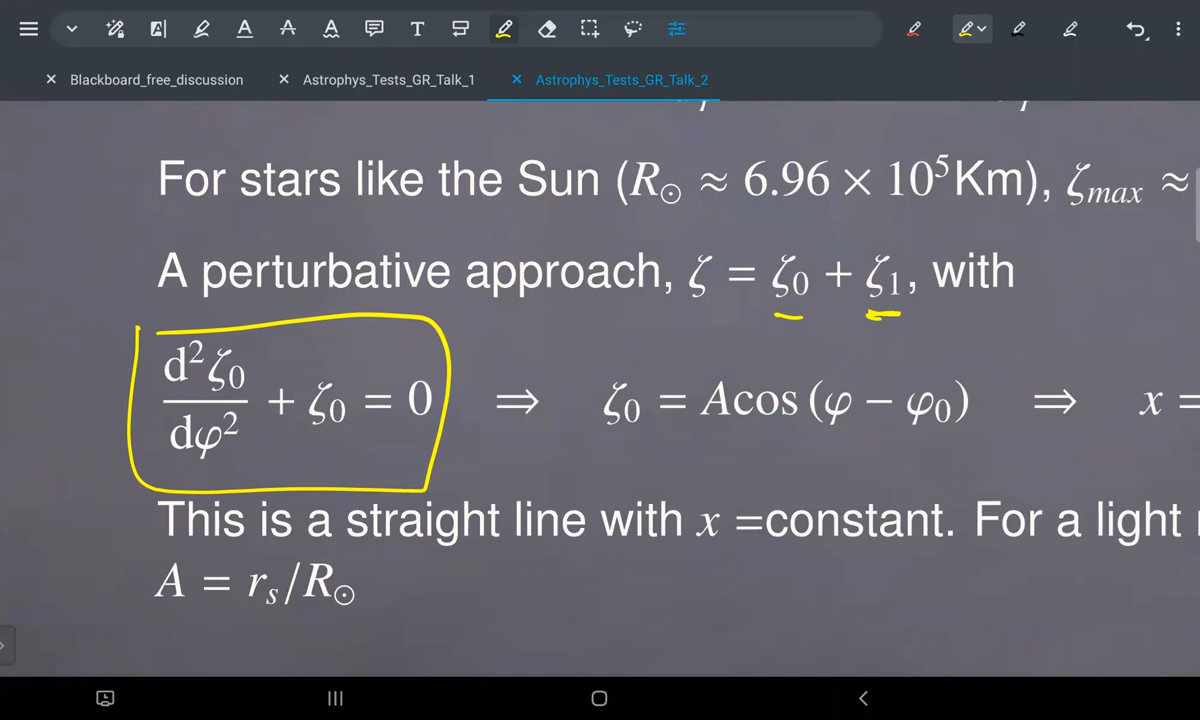 Blackboard_free_discussion Astrophys_Tests_GR_Talk_1 Astrophys_Tests_GR_Talk_2
For stars like the Sun (R⊙ ≈ 6.96 × 10⁵Km), ζmax ≈
A perturbative approach, ζ = ζ₀ + ζ₁, with
d²ζ₀/dφ² + ζ₀ = 0 ⇒ ζ₀ = Acos (φ − φ₀) ⇒ x =
This is a straight line with x =constant. For a light
A = rₛ/R⊙